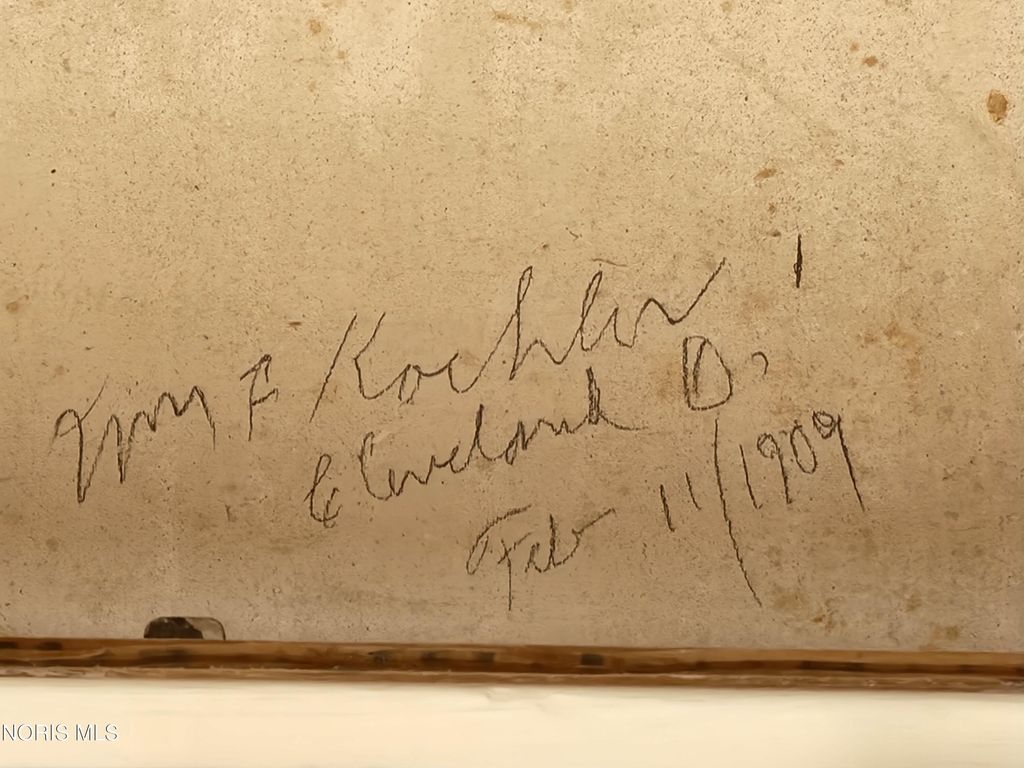 Wm F Koehler
Cleveland O.
Feb 11/1909
NORIS MLS